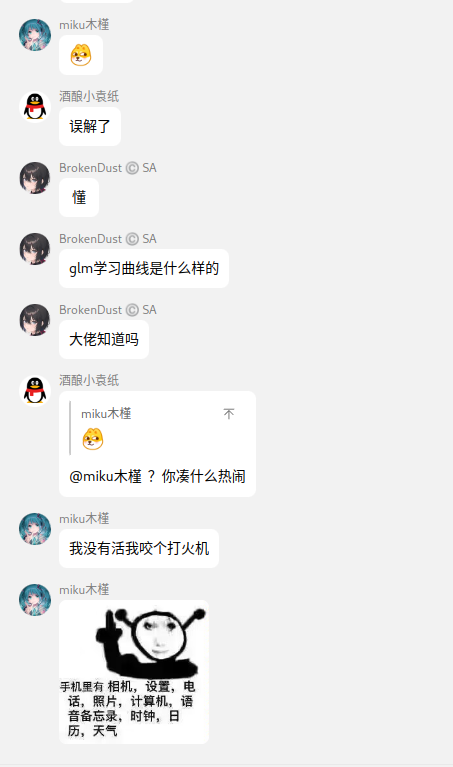 miku木槿
酒酿小袁纸
误解了
BrokenDust Ⓒ SA
懂
BrokenDust Ⓒ SA
glm学习曲线是什么样的
BrokenDust Ⓒ SA
大佬知道吗
酒酿小袁纸
miku木槿
@miku木槿 ？你凑什么热闹
miku木槿
我没有活我咬个打火机
miku木槿
手机里有 相机，设置，电
话，照片，计算机，语
音备忘录，时钟，日
历，天气